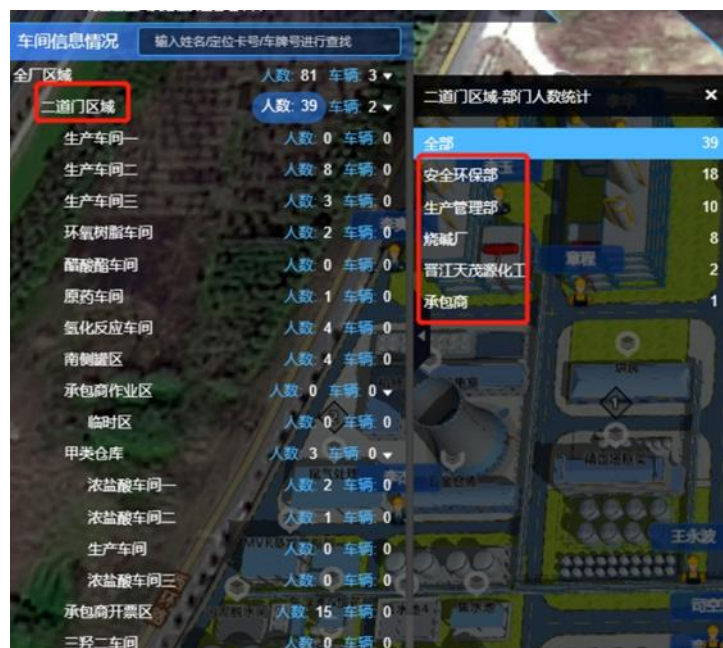 车间信息情况 输入姓名/定位卡号/车牌号进行查找
全厂区域 人数: 81 车辆: 3
二道门区域 人数: 39 车辆: 2
生产车间一 人数: 0 车辆: 0
生产车间二 人数: 8 车辆: 0
生产车间三 人数: 3 车辆: 0
环氧树脂车间 人数: 2 车辆: 0
醋酸酯车间 人数: 0 车辆: 0
原药车间 人数: 1 车辆: 0
氢化反应车间 人数: 4 车辆: 0
南侧罐区 人数: 4 车辆: 0
承包商作业区 人数: 0 车辆: 0
临时区 人数: 0 车辆: 0
甲类仓库 人数: 3 车辆: 0
浓盐酸车间一 人数: 2 车辆: 0
浓盐酸车间二 人数: 1 车辆: 0
生产车间 人数: 0 车辆: 0
浓盐酸车间三 人数: 0 车辆: 0
承包商开票区 人数: 15 车辆: 0
三羟二车间 人数: 0 车辆: 0
二道门区域-部门人数统计 ×
全部 39
安全环保部 18
生产管理部 10
烧碱厂 8
晋江天茂源化工 2
承包商 1
章程
王永波